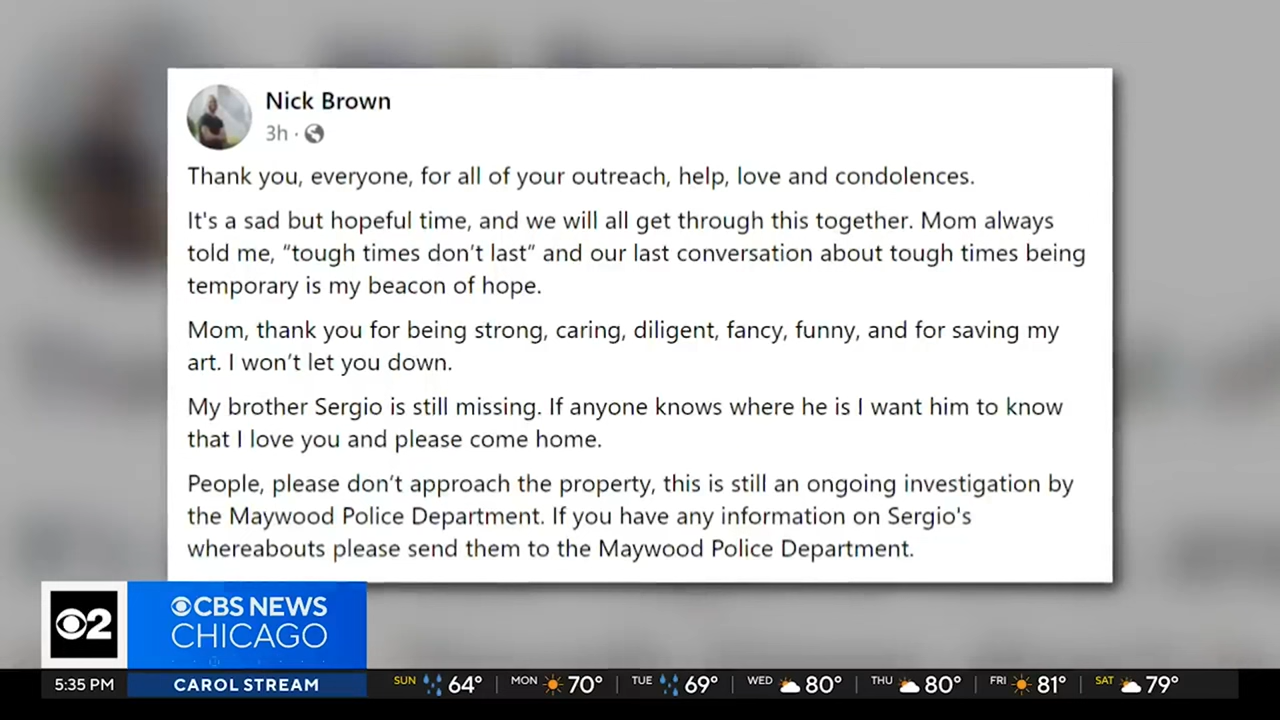 Nick Brown
3h ·
Thank you, everyone, for all of your outreach, help, love and condolences.
It's a sad but hopeful time, and we will all get through this together. Mom always
told me, “tough times don’t last” and our last conversation about tough times being
temporary is my beacon of hope.
Mom, thank you for being strong, caring, diligent, fancy, funny, and for saving my
art. I won’t let you down.
My brother Sergio is still missing. If anyone knows where he is I want him to know
that I love you and please come home.
People, please don’t approach the property, this is still an ongoing investigation by
the Maywood Police Department. If you have any information on Sergio's
whereabouts please send them to the Maywood Police Department.
2 CBS NEWS
CHICAGO
5:35 PM CAROL STREAM SUN 64° | MON 70° | TUE 69° | WED 80° | THU 80° | FRI 81° | SAT 79°